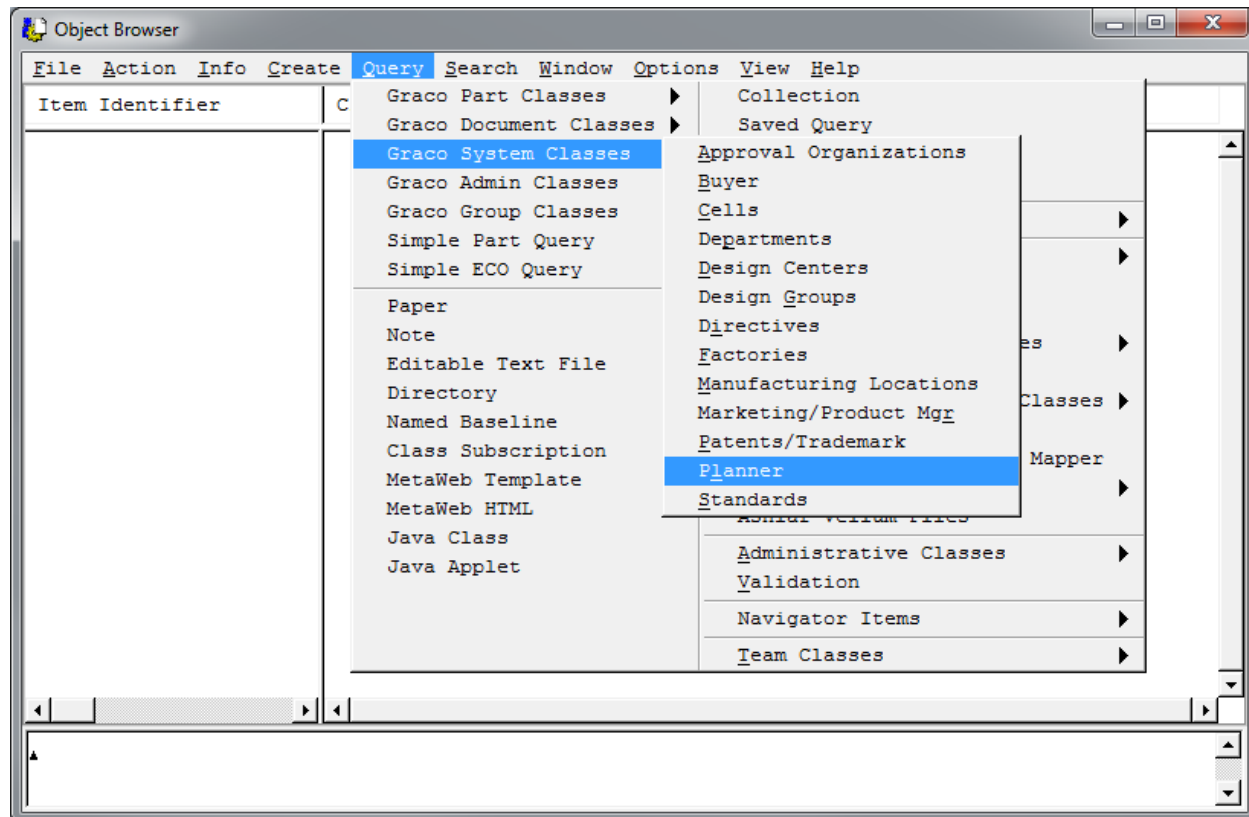 Object Browser
File Action Info Create Query Search Window Options View Help
Item Identifier C
Graco Part Classes
Graco Document Classes
Graco System Classes
Graco Admin Classes
Graco Group Classes
Simple Part Query
Simple ECO Query
Paper
Note
Editable Text File
Directory
Named Baseline
Class Subscription
MetaWeb Template
MetaWeb HTML
Java Class
Java Applet
Collection
Saved Query
es
Classes
Mapper
Administrative Classes
Validation
Navigator Items
Team Classes
Approval Organizations
Buyer
Cells
Departments
Design Centers
Design Groups
Directives
Factories
Manufacturing Locations
Marketing/Product Mgr
Patents/Trademark
Planner
Standards